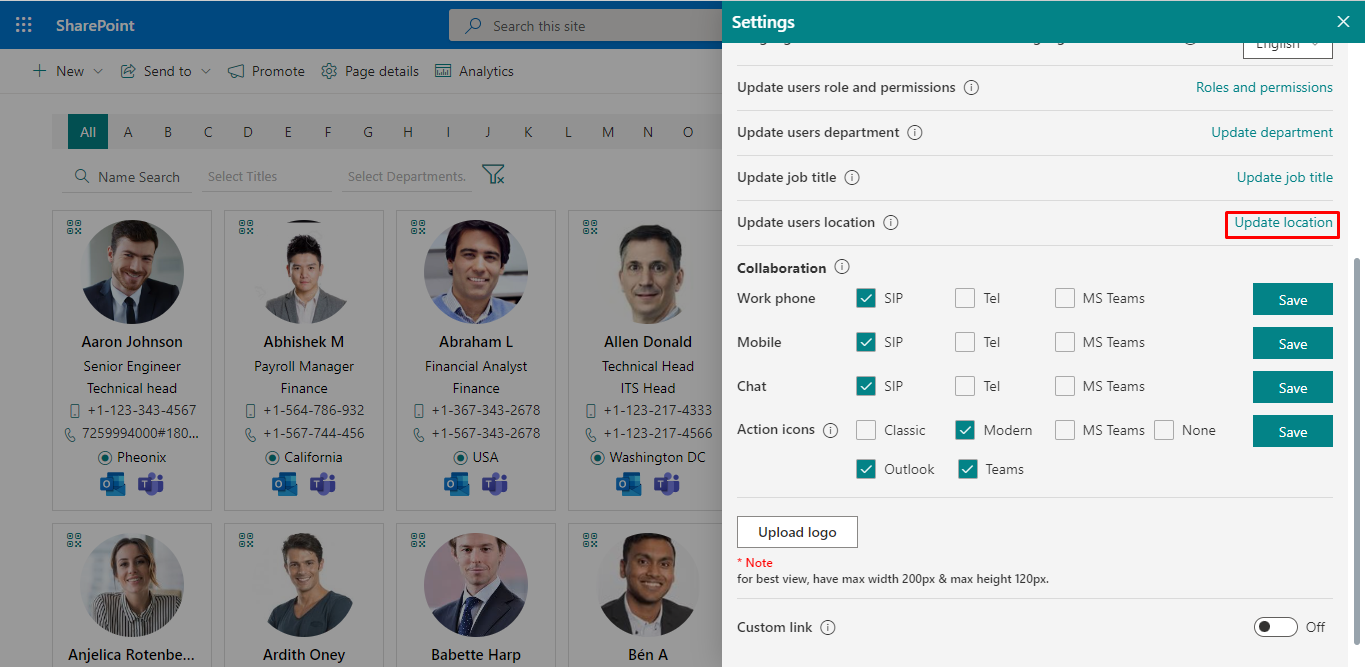 SharePoint
Search this site
New
Send to
Promote
Page details
Analytics
All A B C D E F G H I J K L M N O
Name Search
Select Titles
Select Departments.
Aaron Johnson
Senior Engineer
Technical head
+1-123-343-4567
7259994000#180...
Pheonix
Abhishek M
Payroll Manager
Finance
+1-564-786-932
+1-567-744-456
California
Abraham L
Financial Analyst
Finance
+1-367-343-2678
+1-567-343-2678
USA
Allen Donald
Technical Head
ITS Head
+1-123-217-4333
+1-123-217-4566
Washington DC
Anjelica Rotenbe...
Ardith Oney
Babette Harp
Bén A
Settings
English
Update users role and permissions
Roles and permissions
Update users department
Update department
Update job title
Update job title
Update users location
Update location
Collaboration
Work phone SIP Tel MS Teams Save
Mobile SIP Tel MS Teams Save
Chat SIP Tel MS Teams Save
Action icons Classic Modern MS Teams None Save
Outlook Teams
Upload logo
* Note
for best view, have max width 200px & max height 120px.
Custom link
Off